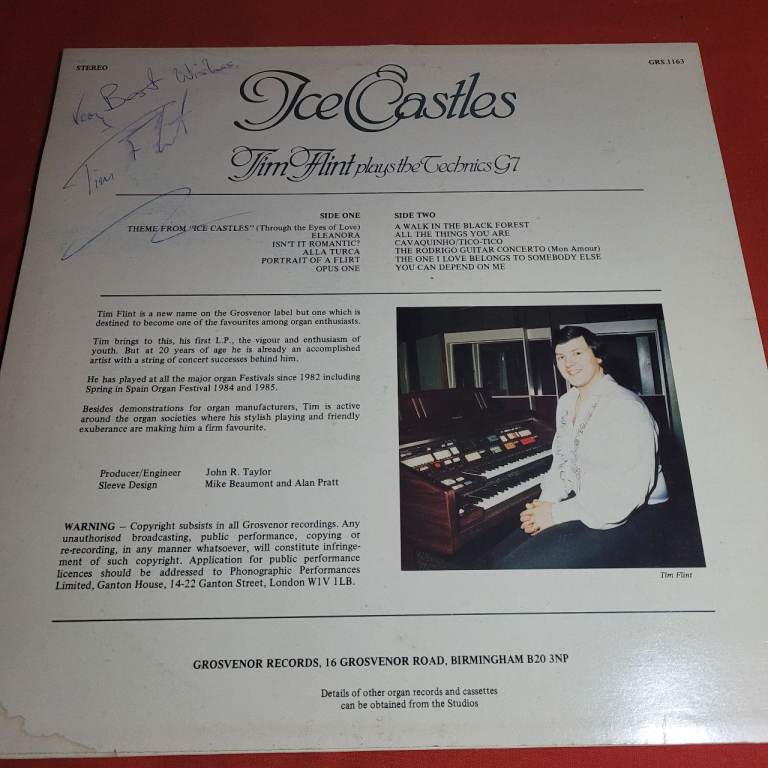 STEREO
GRS.1163
Very Best Wishes
Tim Flint
Ice Castles
Tim Flint plays the Technics G7
SIDE ONE
THEME FROM "ICE CASTLES" (Through the Eyes of Love)
ELEANORA
ISN'T IT ROMANTIC?
ALLA TURCA
PORTRAIT OF A FLIRT
OPUS ONE
SIDE TWO
A WALK IN THE BLACK FOREST
ALL THE THINGS YOU ARE
CAVAQUINHO/TICO-TICO
THE RODRIGO GUITAR CONCERTO (Mon Amour)
THE ONE I LOVE BELONGS TO SOMEBODY ELSE
YOU CAN DEPEND ON ME
Tim Flint is a new name on the Grosvenor label but one which is
destined to become one of the favourites among organ enthusiasts.
Tim brings to this, his first L.P., the vigour and enthusiasm of
youth. But at 20 years of age he is already an accomplished
artist with a string of concert successes behind him.
He has played at all the major organ Festivals since 1982 including
Spring in Spain Organ Festival 1984 and 1985.
Besides demonstrations for organ manufacturers, Tim is active
around the organ societies where his stylish playing and friendly
exuberance are making him a firm favourite.
Producer/Engineer John R. Taylor
Sleeve Design Mike Beaumont and Alan Pratt
WARNING – Copyright subsists in all Grosvenor recordings. Any
unauthorised broadcasting, public performance, copying or
re-recording, in any manner whatsoever, will constitute infringe-
ment of such copyright. Application for public performance
licences should be addressed to Phonographic Performances
Limited, Ganton House, 14-22 Ganton Street, London W1V 1LB.
Tim Flint
GROSVENOR RECORDS, 16 GROSVENOR ROAD, BIRMINGHAM B20 3NP
Details of other organ records and cassettes
can be obtained from the Studios